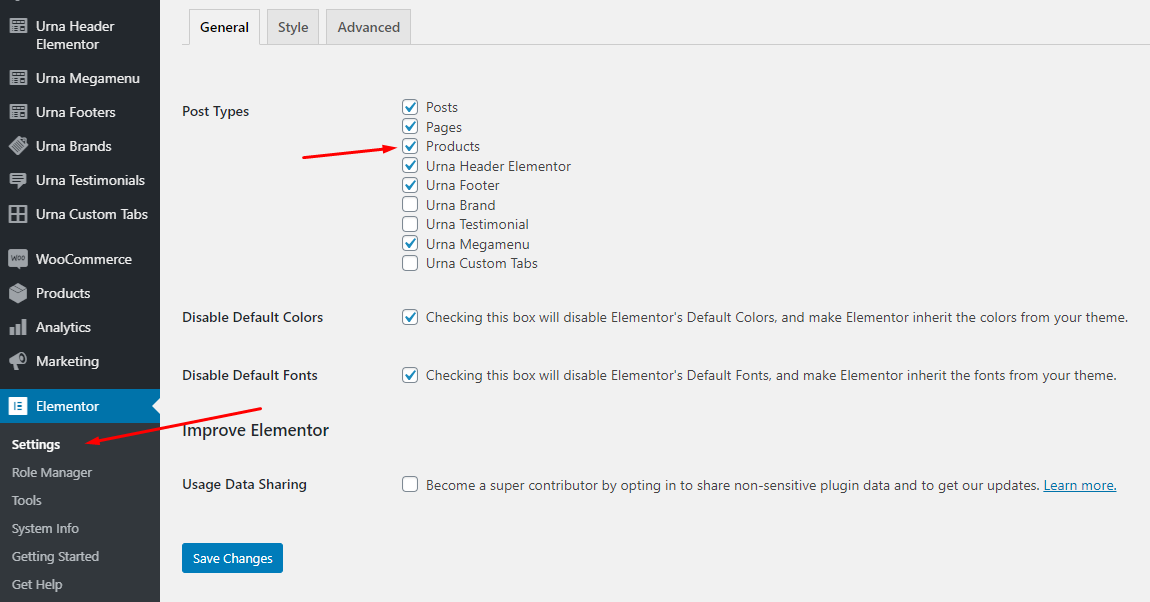 Urna Header
Elementor
Urna Megamenu
Urna Footers
Urna Brands
Urna Testimonials
Urna Custom Tabs
Woo WooCommerce
Products
Analytics
Marketing
Elementor
Settings
Role Manager
Tools
System Info
Getting Started
Get Help
General Style Advanced
Post Types
Posts
Pages
Products
Urna Header Elementor
Urna Footer
Urna Brand
Urna Testimonial
Urna Megamenu
Urna Custom Tabs
Disable Default Colors Checking this box will disable Elementor's Default Colors, and make Elementor inherit the colors from your theme.
Disable Default Fonts Checking this box will disable Elementor's Default Fonts, and make Elementor inherit the fonts from your theme.
Improve Elementor
Usage Data Sharing Become a super contributor by opting in to share non-sensitive plugin data and to get our updates. Learn more.
Save Changes